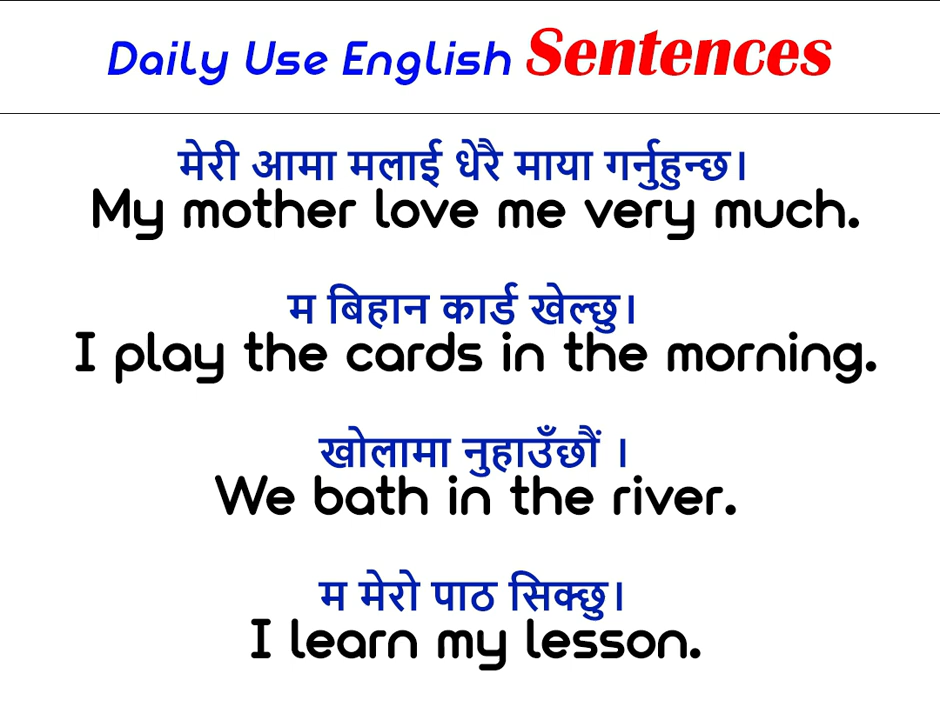 Daily Use English Sentences
मेरी आमा मलाई धेरै माया गर्नुहुन्छ।
My mother love me very much.
म बिहान कार्ड खेल्छु।
I play the cards in the morning.
खोलामा नुहाउँछौं ।
We bath in the river.
म मेरो पाठ सिक्छु।
I learn my lesson.